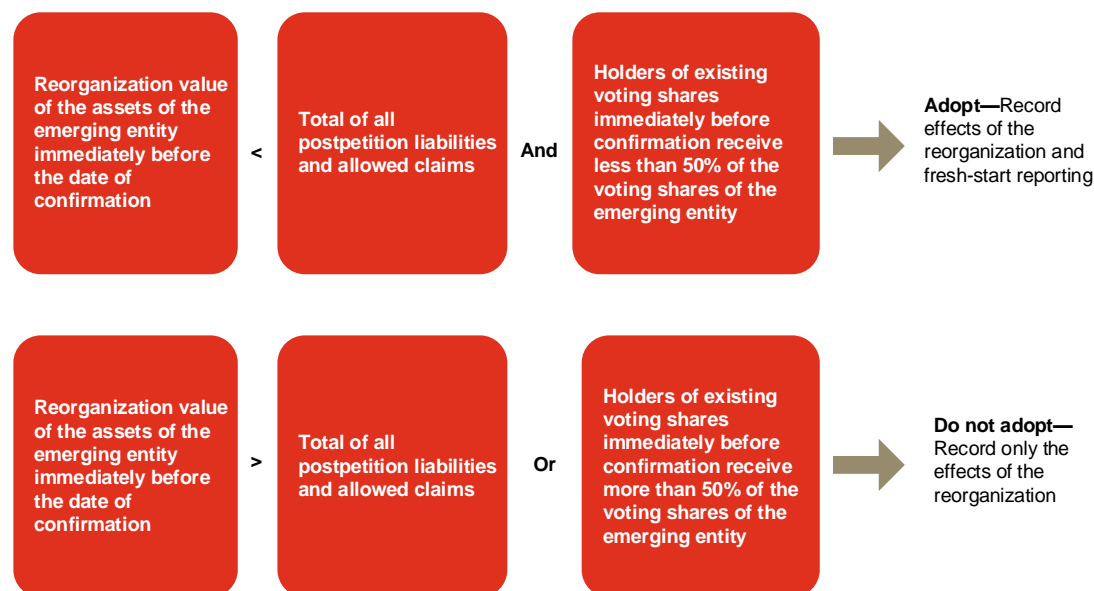 Reorganization value
of the assets of the
emerging entity
immediately before
the date of
confirmation
<
Total of all
postpetition liabilities
and allowed claims
And
Holders of existing
voting shares
immediately before
confirmation receive
less than 50% of the
voting shares of the
emerging entity
Adopt—Record
effects of the
reorganization and
fresh-start reporting
Reorganization value
of the assets of the
emerging entity
immediately before
the date of
confirmation
>
Total of all
postpetition liabilities
and allowed claims
Or
Holders of existing
voting shares
immediately before
confirmation receive
more than 50% of the
voting shares of the
emerging entity
Do not adopt—
Record only the
effects of the
reorganization